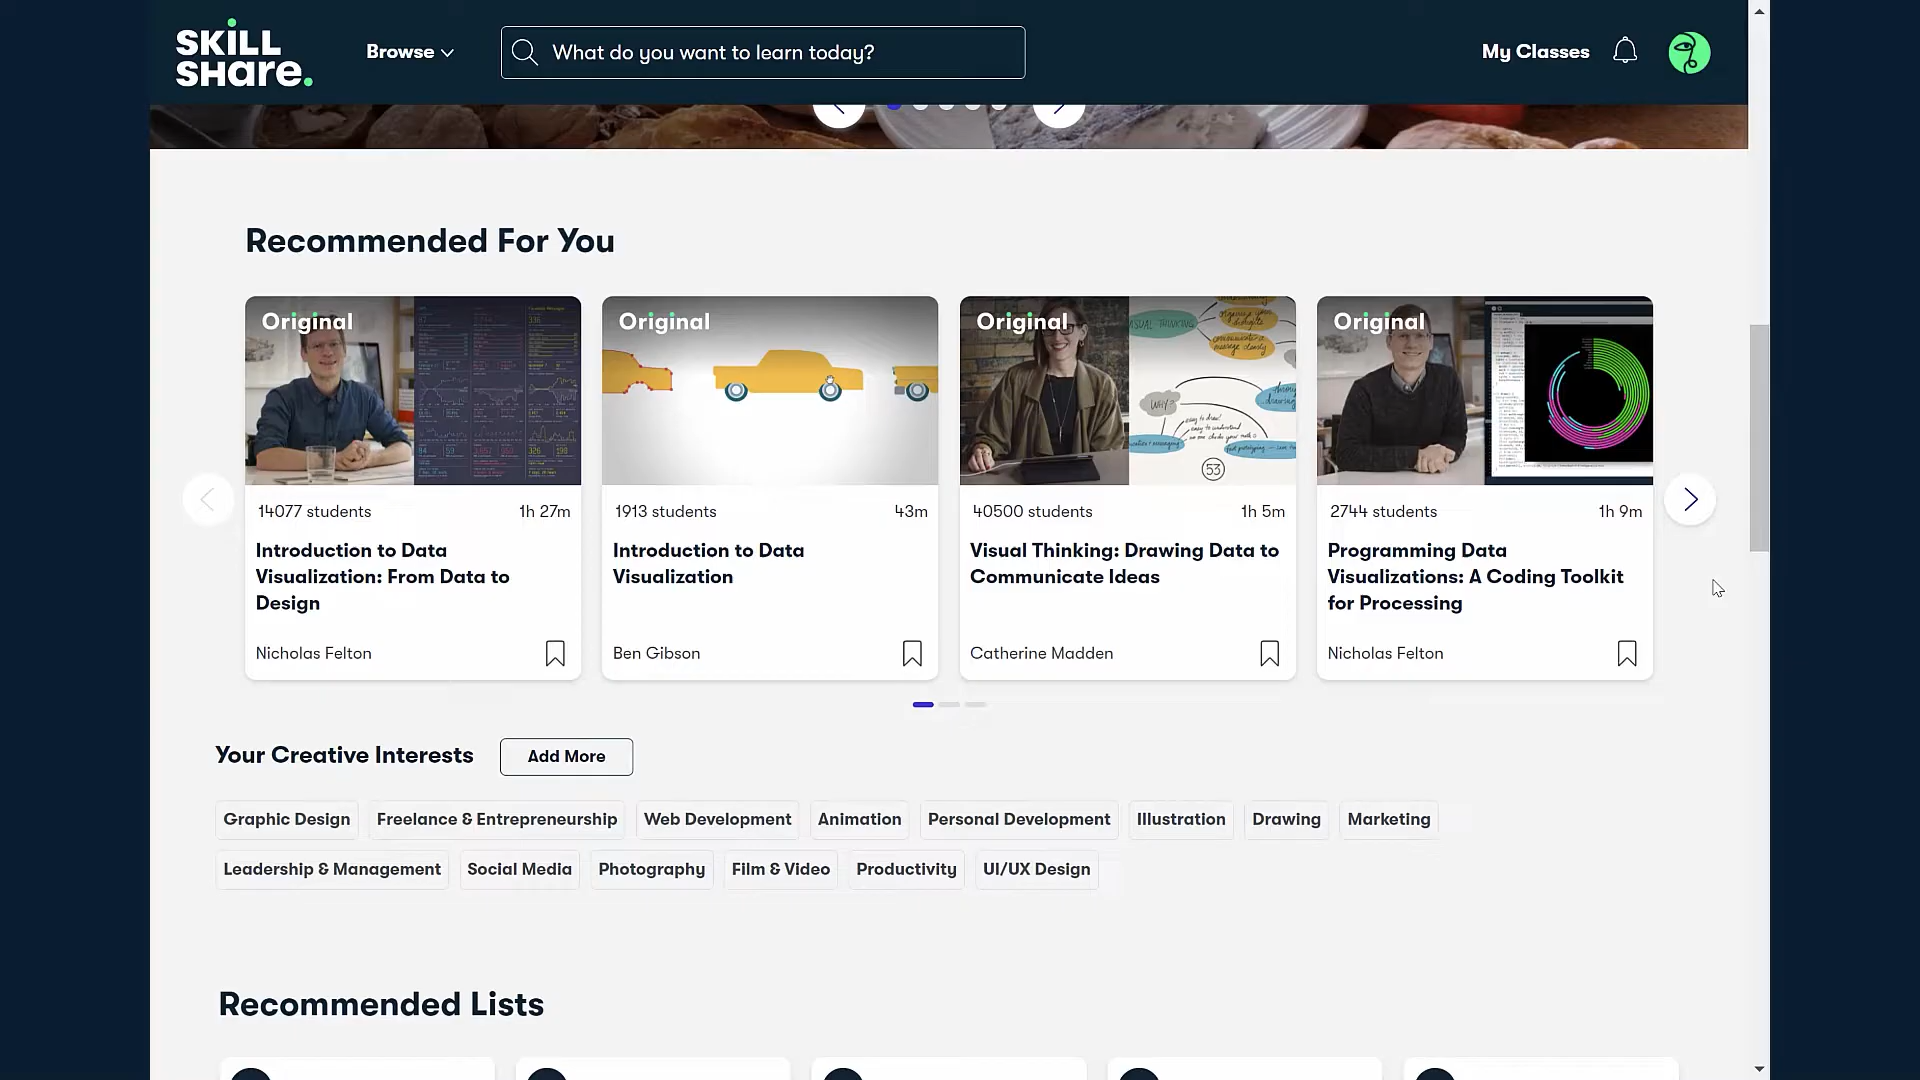 SKILL
SHARE.
Browse
What do you want to learn today?
My Classes
Recommended For You
Original
Original
Original
Original
VISUAL THINKING
WHY?
53
14077 students
1h 27m
1913 students
43m
40500 students
1h 5m
2744 students
1h 9m
Introduction to Data
Visualization: From Data to
Design
Introduction to Data
Visualization
Visual Thinking: Drawing Data to
Communicate Ideas
Programming Data
Visualizations: A Coding Toolkit
for Processing
Nicholas Felton
Ben Gibson
Catherine Madden
Nicholas Felton
Your Creative Interests
Add More
Graphic Design
Freelance & Entrepreneurship
Web Development
Animation
Personal Development
Illustration
Drawing
Marketing
Leadership & Management
Social Media
Photography
Film & Video
Productivity
UI/UX Design
Recommended Lists